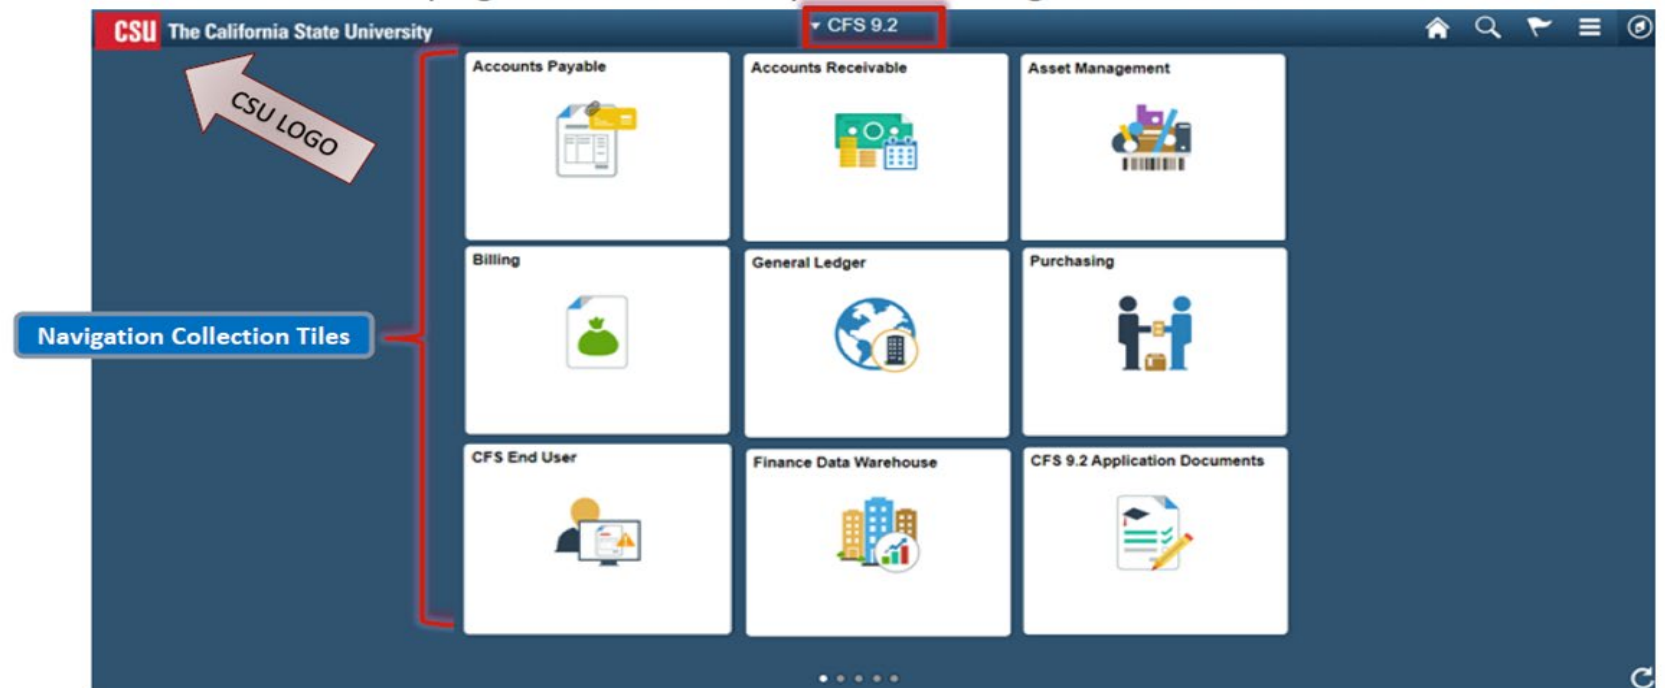 CSU The California State University
CFS 9.2
CSU LOGO
Accounts Payable
Accounts Receivable
Asset Management
Billing
General Ledger
Purchasing
Navigation Collection Tiles
CFS End User
Finance Data Warehouse
CFS 9.2 Application Documents